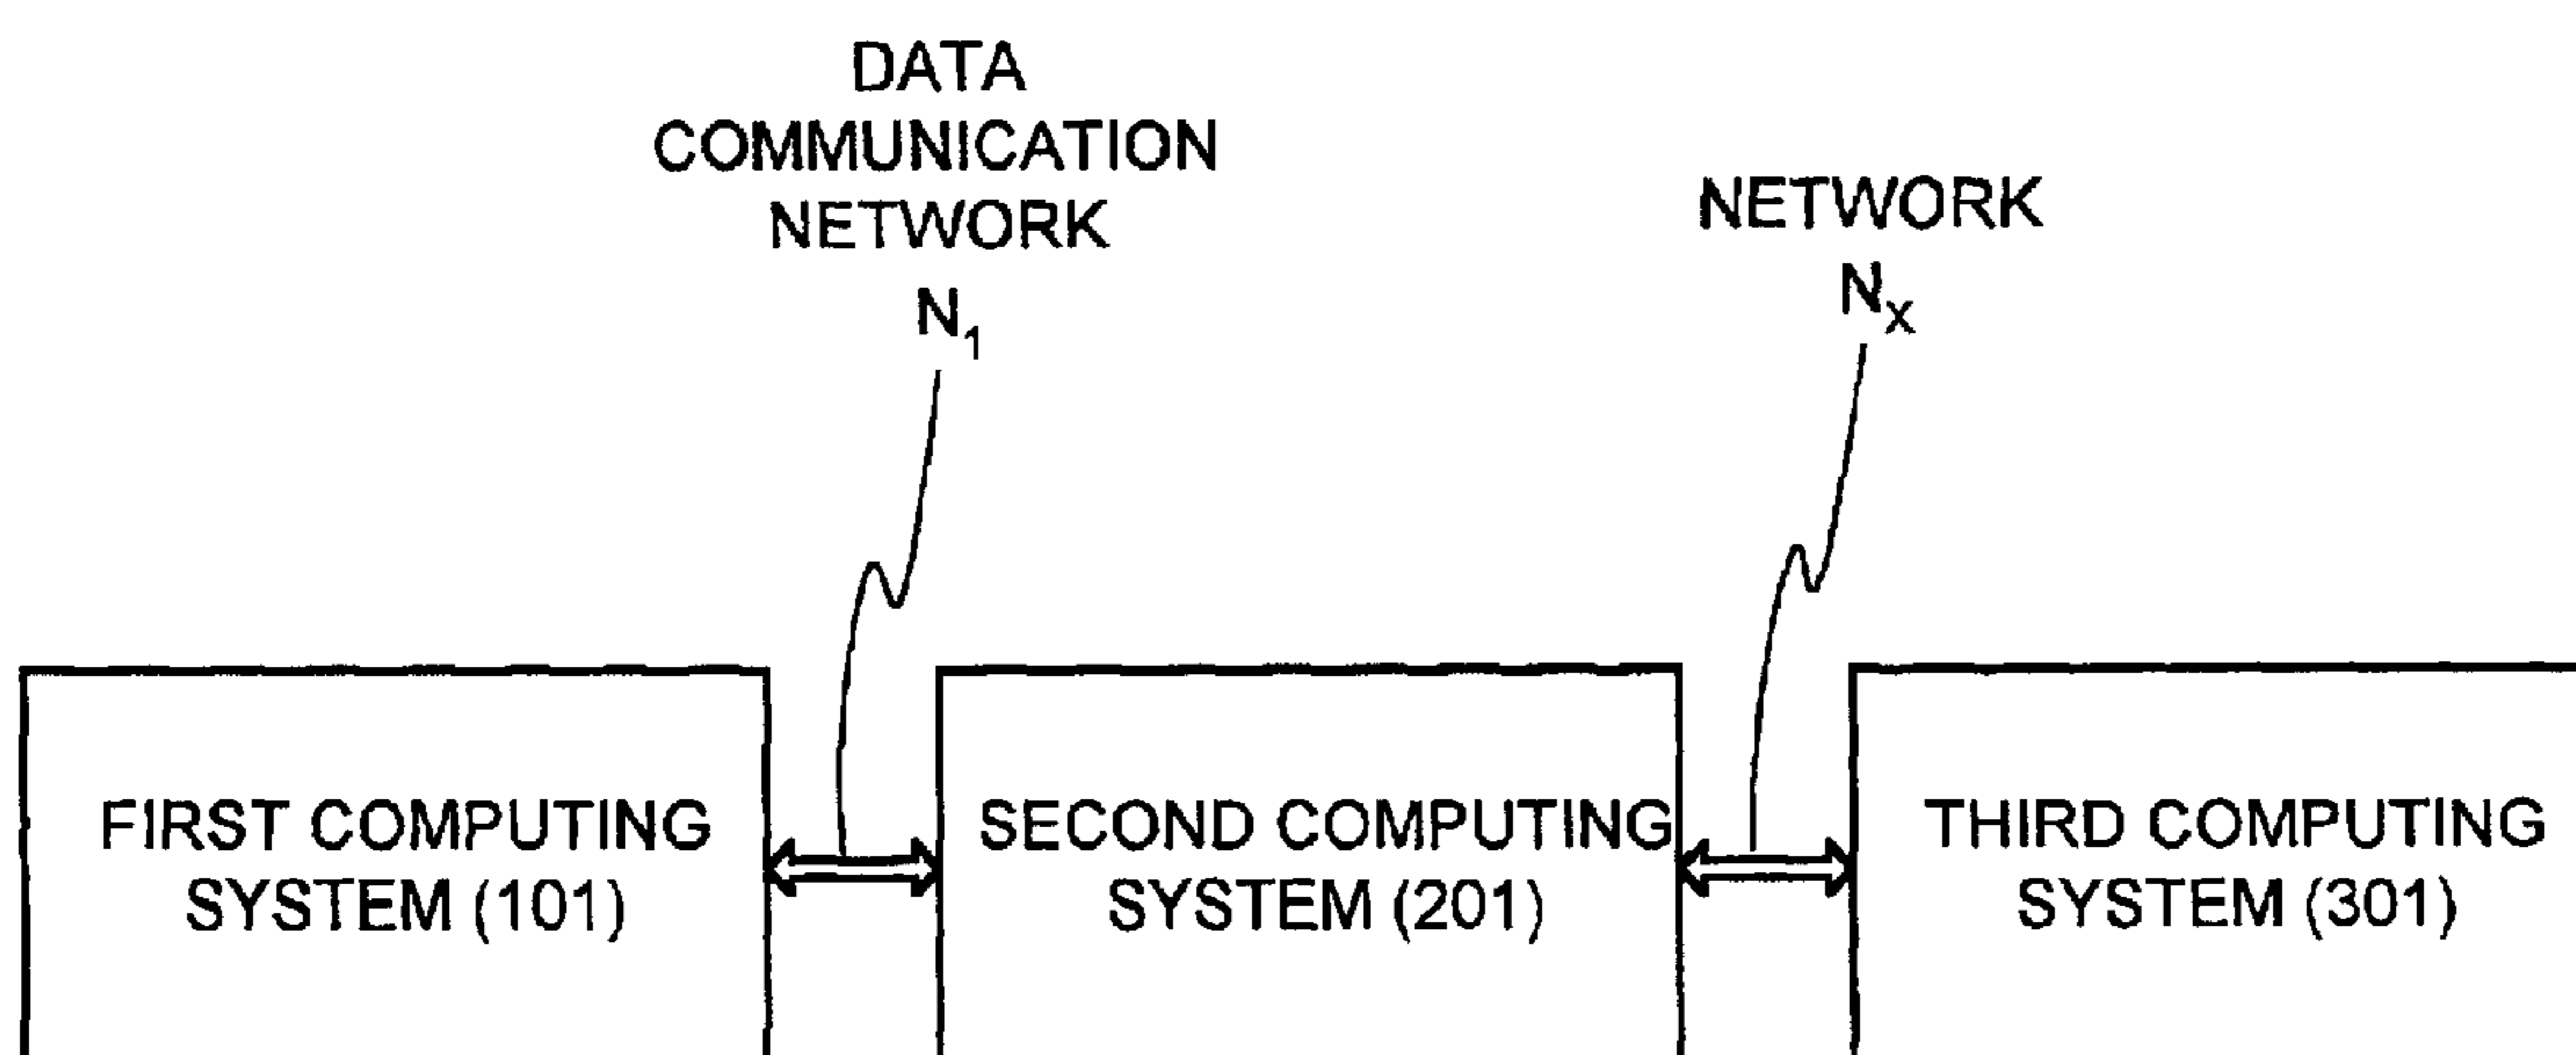 DATA
COMMUNICATION
NETWORK
N₁
NETWORK
Nₓ
FIRST COMPUTING
SYSTEM (101)
SECOND COMPUTING
SYSTEM (201)
THIRD COMPUTING
SYSTEM (301)